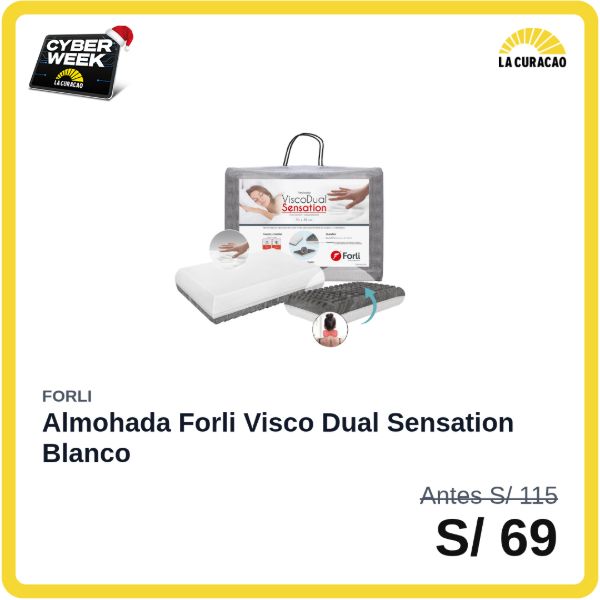 CYBER
WEEK
LA CURACAO
LA CURACAO
ViscoDual
Sensation
Forli
FORLI
Almohada Forli Visco Dual Sensation
Blanco
Antes S/ 115
S/ 69